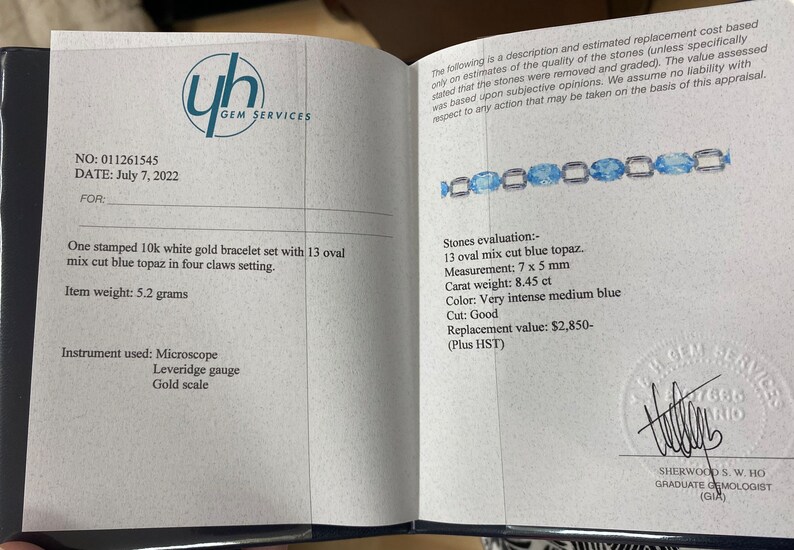 yh
GEM SERVICES
NO: 011261545
DATE: July 7, 2022
FOR:
One stamped 10k white gold bracelet set with 13 oval
mix cut blue topaz in four claws setting.
Item weight: 5.2 grams
Instrument used: Microscope
Leveridge gauge
Gold scale
The following is a description and estimated replacement cost based
only on estimates of the quality of the stones (unless specifically
stated that the stones were removed and graded). The value assessed
was based upon subjective opinions. We assume no liability with
respect to any action that may be taken on the basis of this appraisal.
Stones evaluation:-
13 oval mix cut blue topaz.
Measurement: 7 x 5 mm
Carat weight: 8.45 ct
Color: Very intense medium blue
Cut: Good
Replacement value: $2,850-
(Plus HST)
Y & H GEM SERVICES
SHERWOOD S. W. HO
GRADUATE GEMOLOGIST
(GIA)